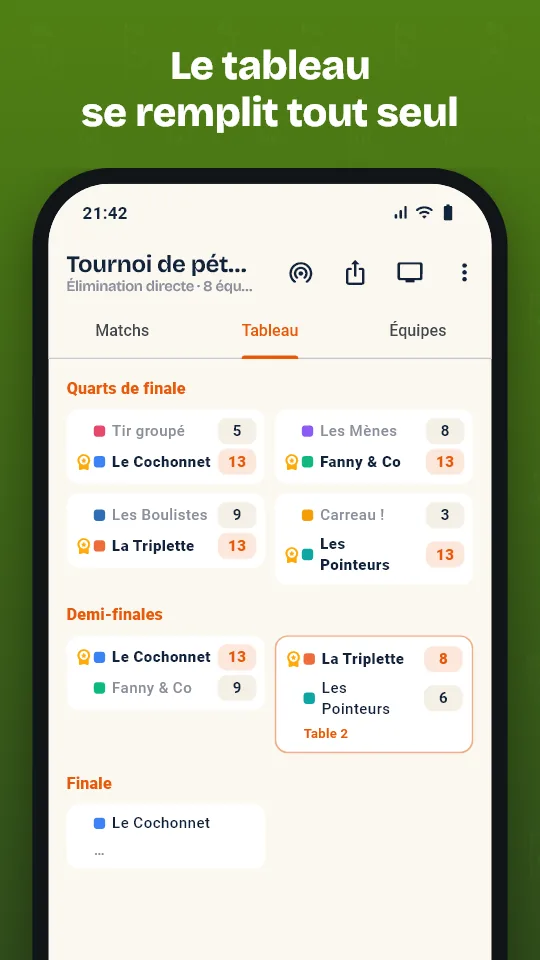 Le tableau
se remplit tout seul
21:42
Tournoi de pét...
Élimination directe · 8 équ...
Matchs
Tableau
Équipes
Quarts de finale
Tir groupé 5
Le Cochonnet 13
Les Mènes 8
Fanny & Co 13
Les Boulistes 9
La Triplette 13
Carreau ! 3
Les
Pointeurs 13
Demi-finales
Le Cochonnet 13
Fanny & Co 9
La Triplette 8
Les
Pointeurs 6
Table 2
Finale
Le Cochonnet
...